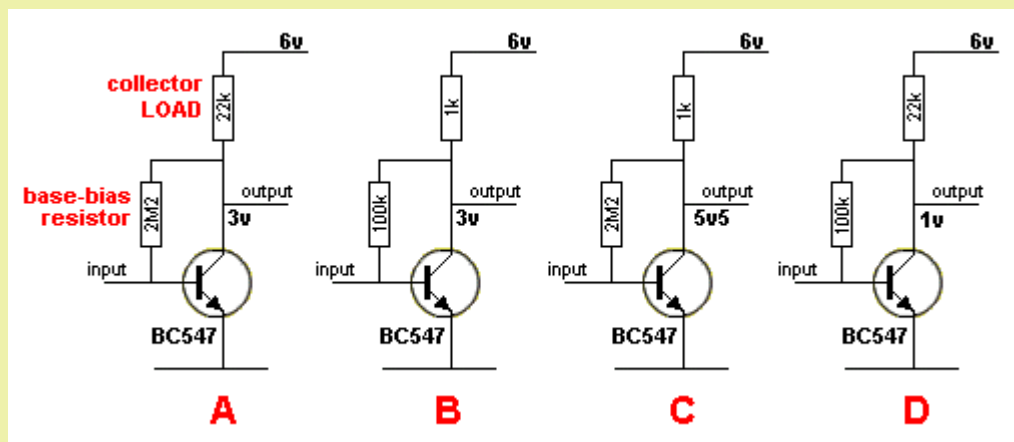 6v
6v
6v
6v
collector
LOAD
22k
1k
1k
22k
base-bias
resistor
2M2
output
3v
100k
output
3v
2M2
output
5v5
100k
output
1v
input
input
input
input
BC547
BC547
BC547
BC547
A
B
C
D